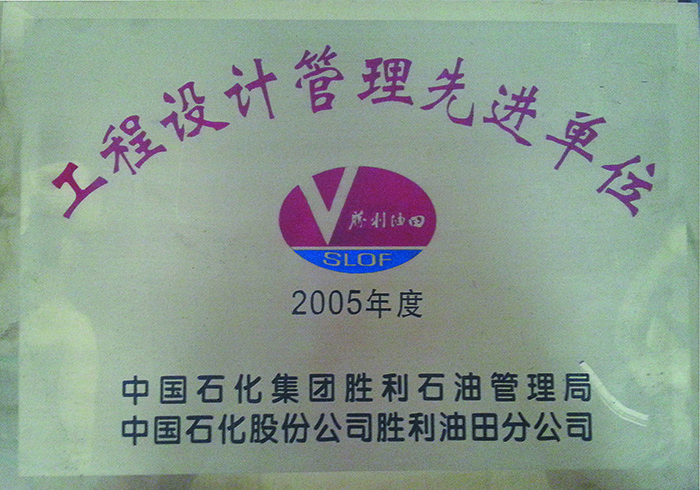 工程设计管理先进单位
V
胜利油田
SLOF
2005年度
中国石化集团胜利石油管理局
中国石化股份公司胜利油田分公司